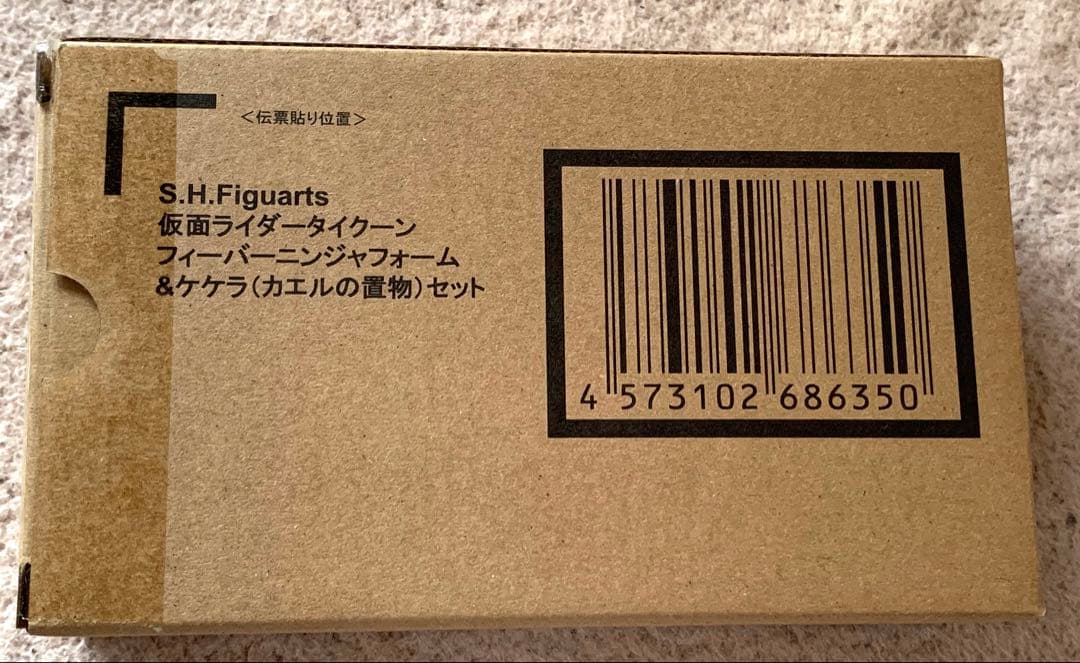 <伝票貼り位置>
S.H.Figuarts
仮面ライダータイクーン
フィーバーニンジャフォーム
&ケケラ(カエルの置物)セット
4 573102 686350